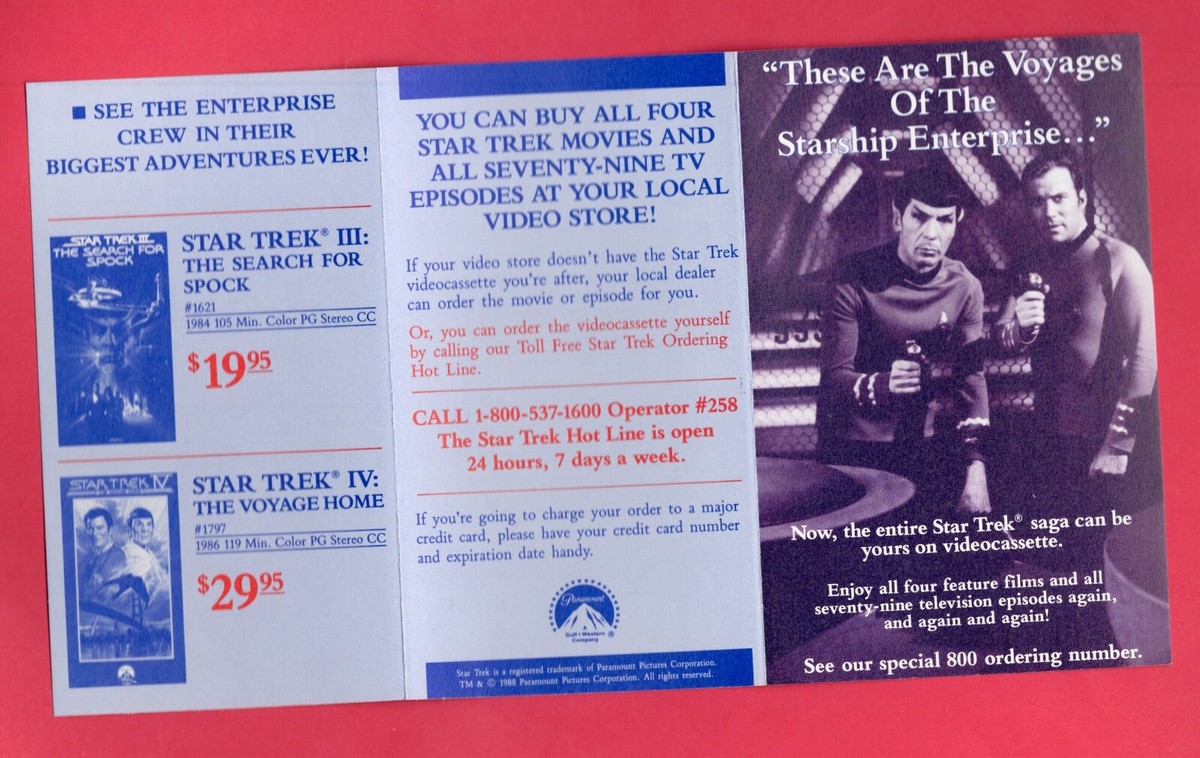 ■ SEE THE ENTERPRISE
CREW IN THEIR
BIGGEST ADVENTURES EVER!
STAR TREK III
THE SEARCH FOR
SPOCK
STAR TREK® III:
THE SEARCH FOR
SPOCK
#1621
1984 105 Min. Color PG Stereo CC
$1995
STAR TREK IV
STAR TREK® IV:
THE VOYAGE HOME
#1797
1986 119 Min. Color PG Stereo CC
$2995
YOU CAN BUY ALL FOUR
STAR TREK MOVIES AND
ALL SEVENTY-NINE TV
EPISODES AT YOUR LOCAL
VIDEO STORE!
If your video store doesn't have the Star Trek
videocassette you're after, your local dealer
can order the movie or episode for you.
Or, you can order the videocassette yourself
by calling our Toll Free Star Trek Ordering
Hot Line.
CALL 1-800-537-1600 Operator #258
The Star Trek Hot Line is open
24 hours, 7 days a week.
If you're going to charge your order to a major
credit card, please have your credit card number
and expiration date handy.
Paramount
Gulf+Western
Company ®
Star Trek is a registered trademark of Paramount Pictures Corporation.
TM & © 1988 Paramount Pictures Corporation. All rights reserved.
“These Are The Voyages
Of The
Starship Enterprise...”
Now, the entire Star Trek® saga can be
yours on videocassette.
Enjoy all four feature films and all
seventy-nine television episodes again,
and again and again!
See our special 800 ordering number.